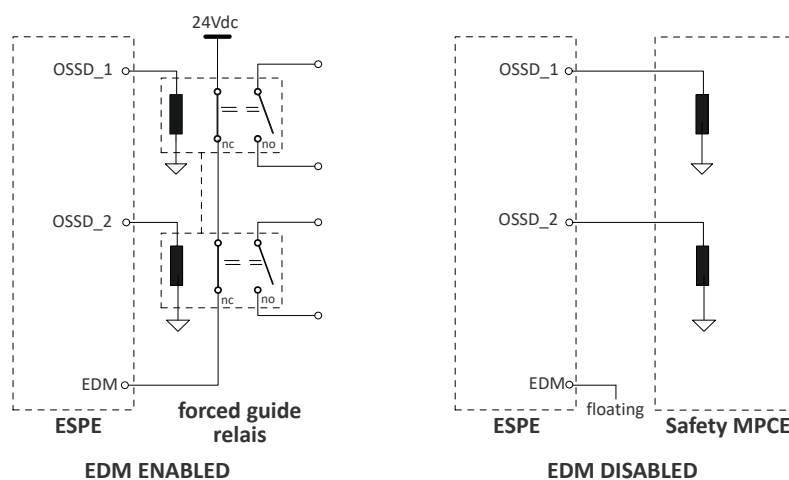 24Vdc
OSSD_1
nc
no
OSSD_2
nc
no
EDM
ESPE
forced guide
relais
EDM ENABLED
OSSD_1
OSSD_2
EDM
floating
ESPE
Safety MPCE
EDM DISABLED